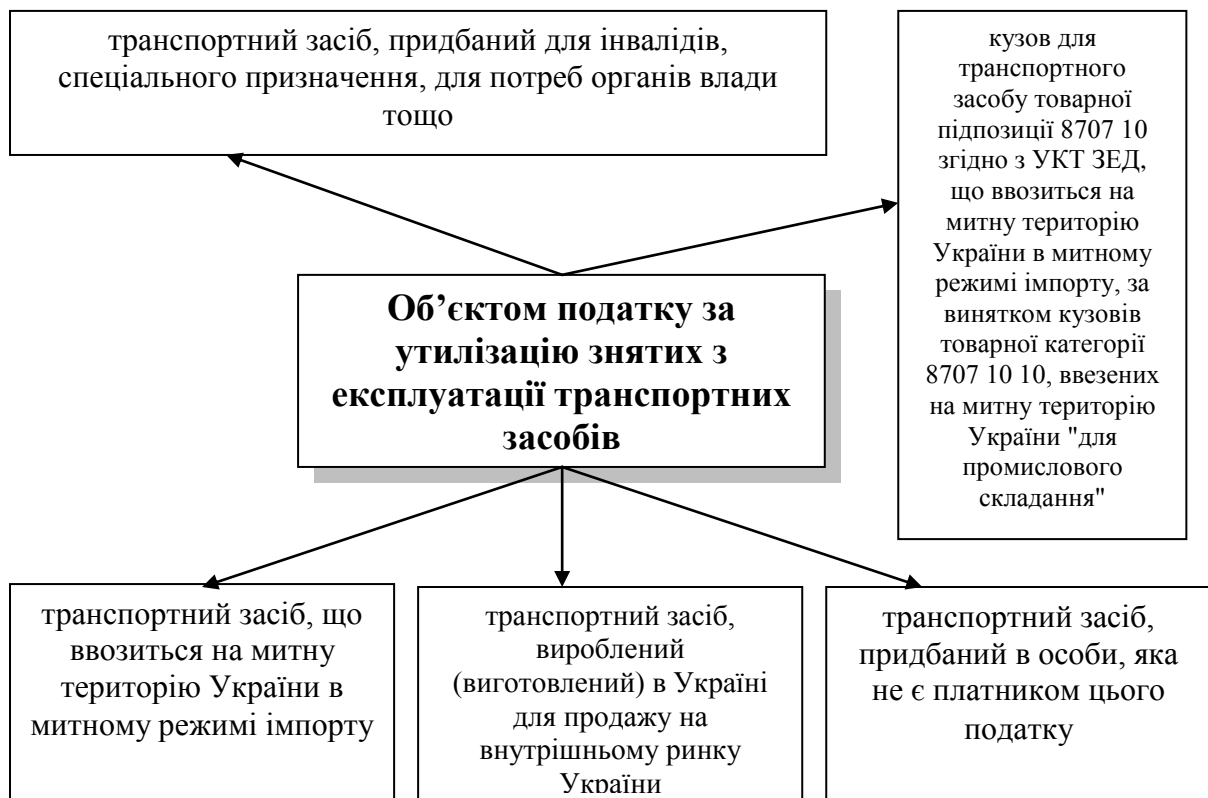 транспортний засіб, придбаний для інвалідів,
спеціального призначення, для потреб органів влади
тощо
кузов для
транспортного
засобу товарної
підпозиції 8707 10
згідно з УКТ ЗЕД,
що ввозиться на
митну територію
України в митному
режимі імпорту, за
винятком кузовів
товарної категорії
8707 10 10, ввезених
на митну територію
України "для
промислового
складання"
Об’єктом податку за
утилізацію знятих з
експлуатації транспортних
засобів
транспортний засіб, що
ввозиться на митну
територію України в
митному режимі імпорту
транспортний засіб,
вироблений
(виготовлений) в Україні
для продажу на
внутрішньому ринку
України
транспортний засіб,
придбаний в особи, яка
не є платником цього
податку